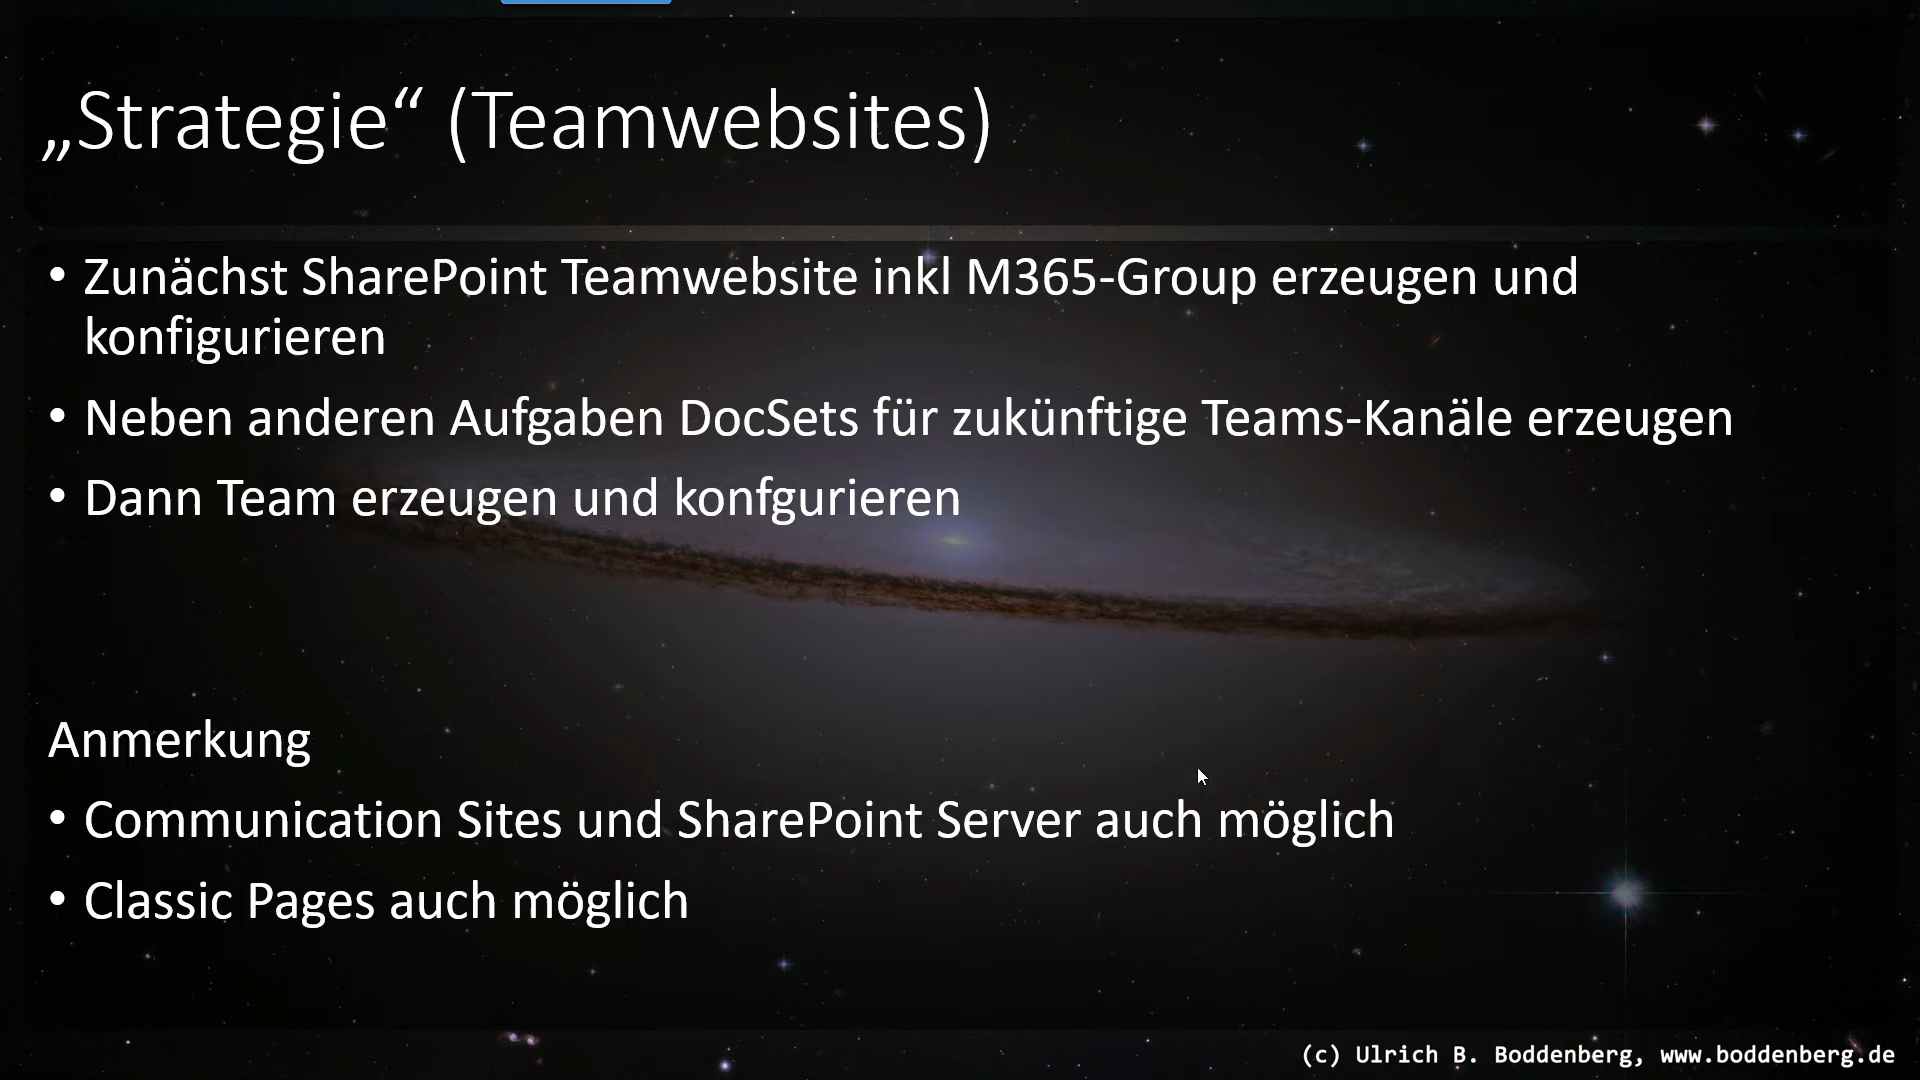 „Strategie“ (Teamwebsites)
• Zunächst SharePoint Teamwebsite inkl M365-Group erzeugen und
konfigurieren
• Neben anderen Aufgaben DocSets für zukünftige Teams-Kanäle erzeugen
• Dann Team erzeugen und konfgurieren
Anmerkung
• Communication Sites und SharePoint Server auch möglich
• Classic Pages auch möglich
(c) Ulrich B. Boddenberg, www.boddenberg.de